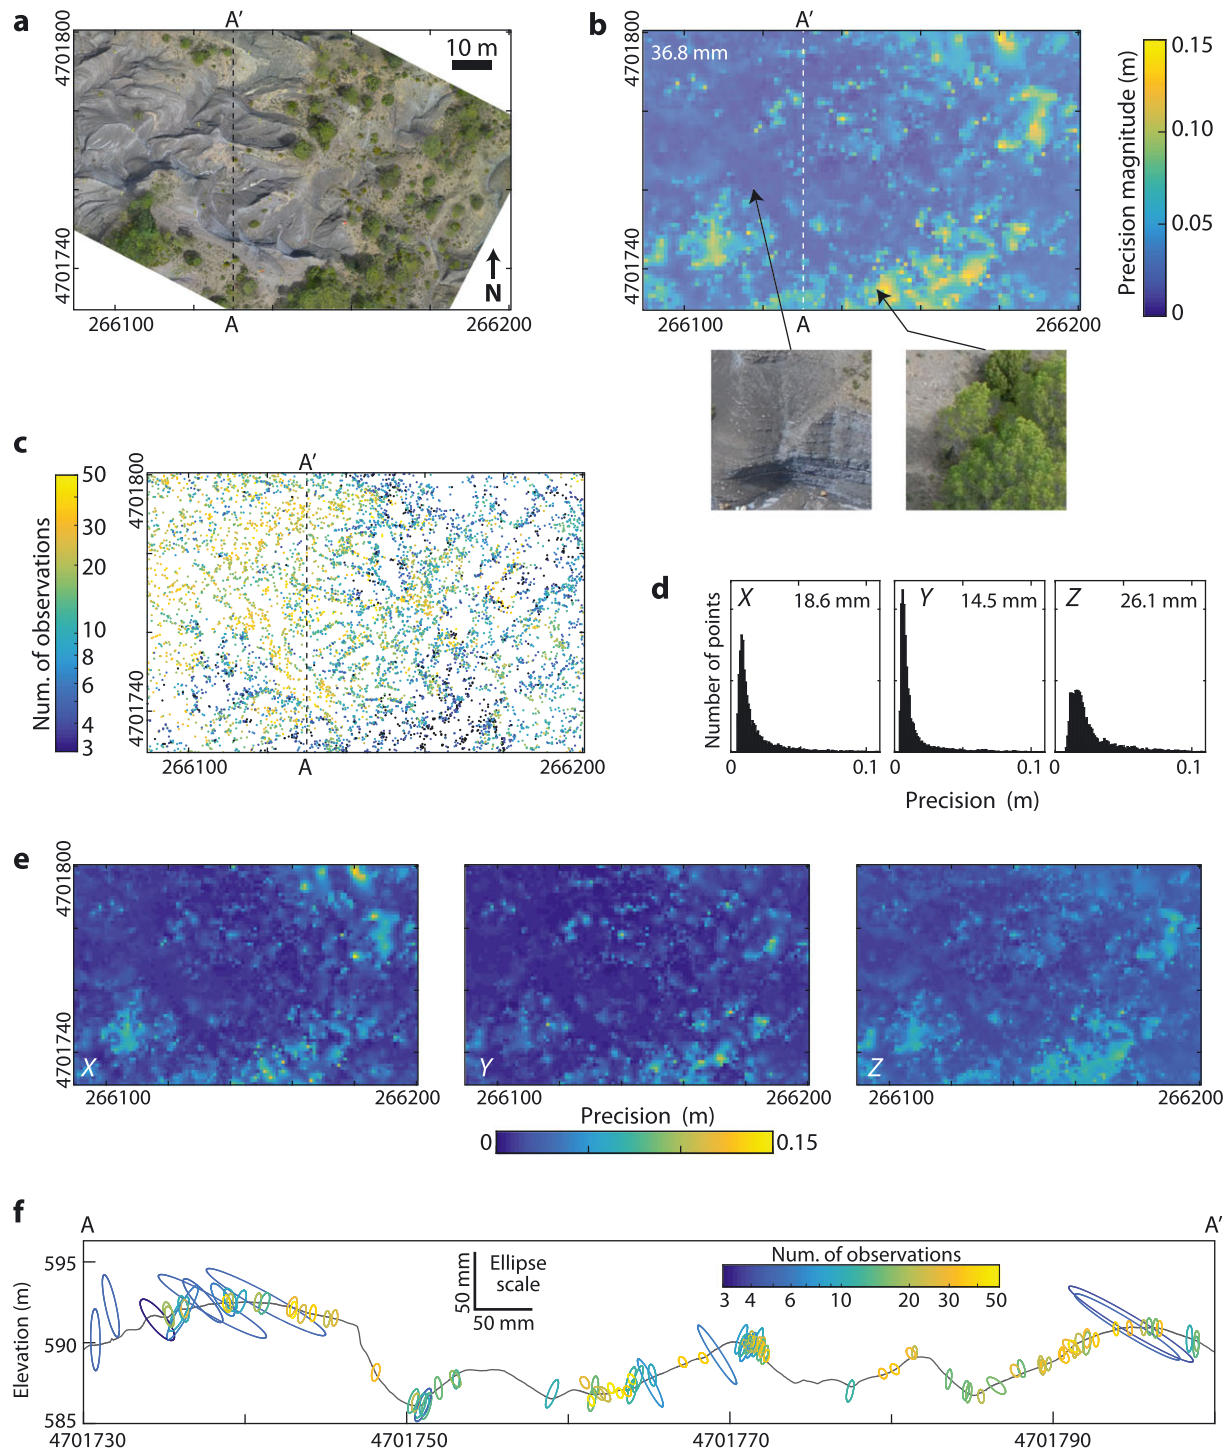 a
A′
10 m
4701800
4701740
N
266100
A
266200
b
A′
36.8 mm
4701800
4701740
266100
A
266200
0.15
0.10
0.05
0
Precision magnitude (m)
c
A′
50
30
20
10
8
6
4
3
Num. of observations
4701800
4701740
266100
A
266200
d
Number of points
X 18.6 mm
Y 14.5 mm
Z 26.1 mm
0 0.1
0 0.1
0 0.1
Precision (m)
e
4701800
4701740
X
Y
Z
266100 266200
266100 266200
266100 266200
Precision (m)
0 0.15
f
A
A′
595
590
585
Elevation (m)
50 mm
50 mm
Ellipse
scale
Num. of observations
3 4 6 10 20 30 50
4701730 4701750 4701770 4701790